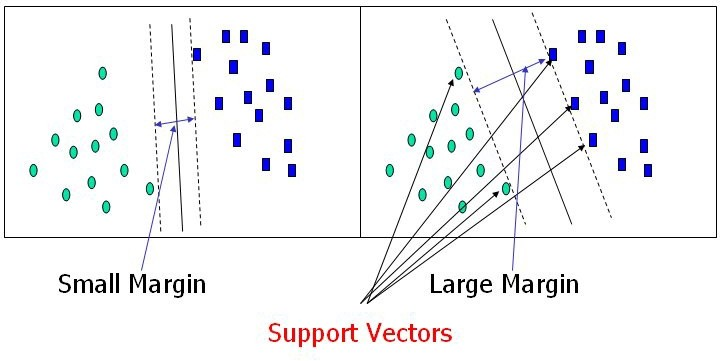 Small Margin
Large Margin
Support Vectors